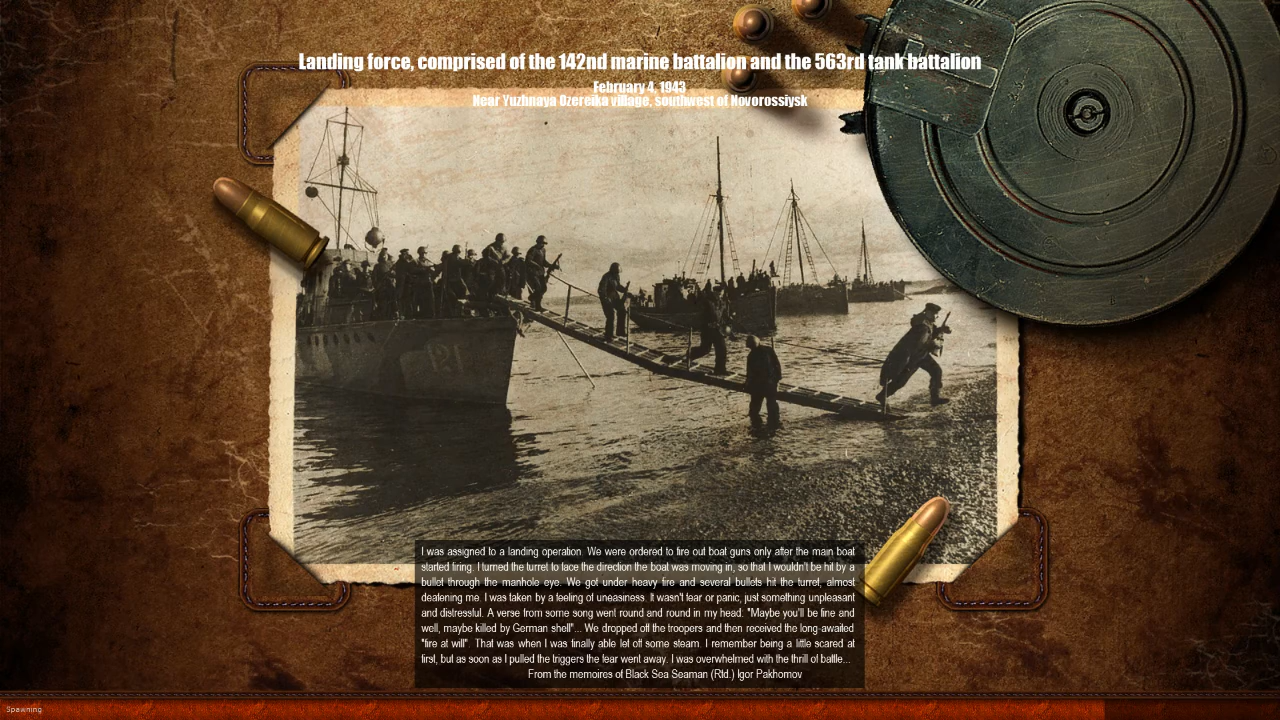 Landing force, comprised of the 142nd marine battalion and the 563rd tank battalion
February 4, 1943
Near Yuzhnaya Ozereika village, southwest of Novorossiysk
131
I was assigned to a landing operation. We were ordered to fire out boat guns only after the main boat
started firing. I turned the turret to face the direction the boat was moving in, so that I wouldn't be hit by a
bullet through the manhole eye. We got under heavy fire and several bullets hit the turret, almost
deafening me. I was taken by a feeling of uneasiness. It wasn't fear or panic, just something unpleasant
and distressful. A verse from some song went round and round in my head: "Maybe you'll be fine and
well, maybe killed by German shell"... We dropped off the troopers and then received the long-awaited
"fire at will". That was when I was finally able let off some steam. I remember being a little scared at
first, but as soon as I pulled the triggers the fear went away. I was overwhelmed with the thrill of battle...
From the memoires of Black Sea Seaman (Rtd.) Igor Pakhomov
Spawning